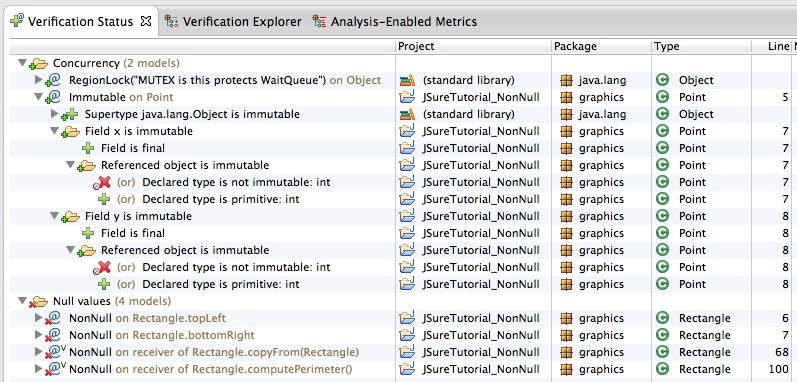 Verification Status Verification Explorer Analysis-Enabled Metrics
Project Package Type Line
Concurrency (2 models)
RegionLock("MUTEX is this protects WaitQueue") on Object (standard library) java.lang Object
Immutable on Point JSureTutorial_NonNull graphics Point 5
Supertype java.lang.Object is immutable (standard library) java.lang Object
Field x is immutable JSureTutorial_NonNull graphics Point 7
Field is final JSureTutorial_NonNull graphics Point 7
Referenced object is immutable JSureTutorial_NonNull graphics Point 7
(or) Declared type is not immutable: int JSureTutorial_NonNull graphics Point 7
(or) Declared type is primitive: int JSureTutorial_NonNull graphics Point 7
Field y is immutable JSureTutorial_NonNull graphics Point 8
Field is final JSureTutorial_NonNull graphics Point 8
Referenced object is immutable JSureTutorial_NonNull graphics Point 8
(or) Declared type is not immutable: int JSureTutorial_NonNull graphics Point 8
(or) Declared type is primitive: int JSureTutorial_NonNull graphics Point 8
Null values (4 models)
NonNull on Rectangle.topLeft JSureTutorial_NonNull graphics Rectangle 6
NonNull on Rectangle.bottomRight JSureTutorial_NonNull graphics Rectangle 7
NonNull on receiver of Rectangle.copyFrom(Rectangle) JSureTutorial_NonNull graphics Rectangle 68
NonNull on receiver of Rectangle.computePerimeter() JSureTutorial_NonNull graphics Rectangle 100